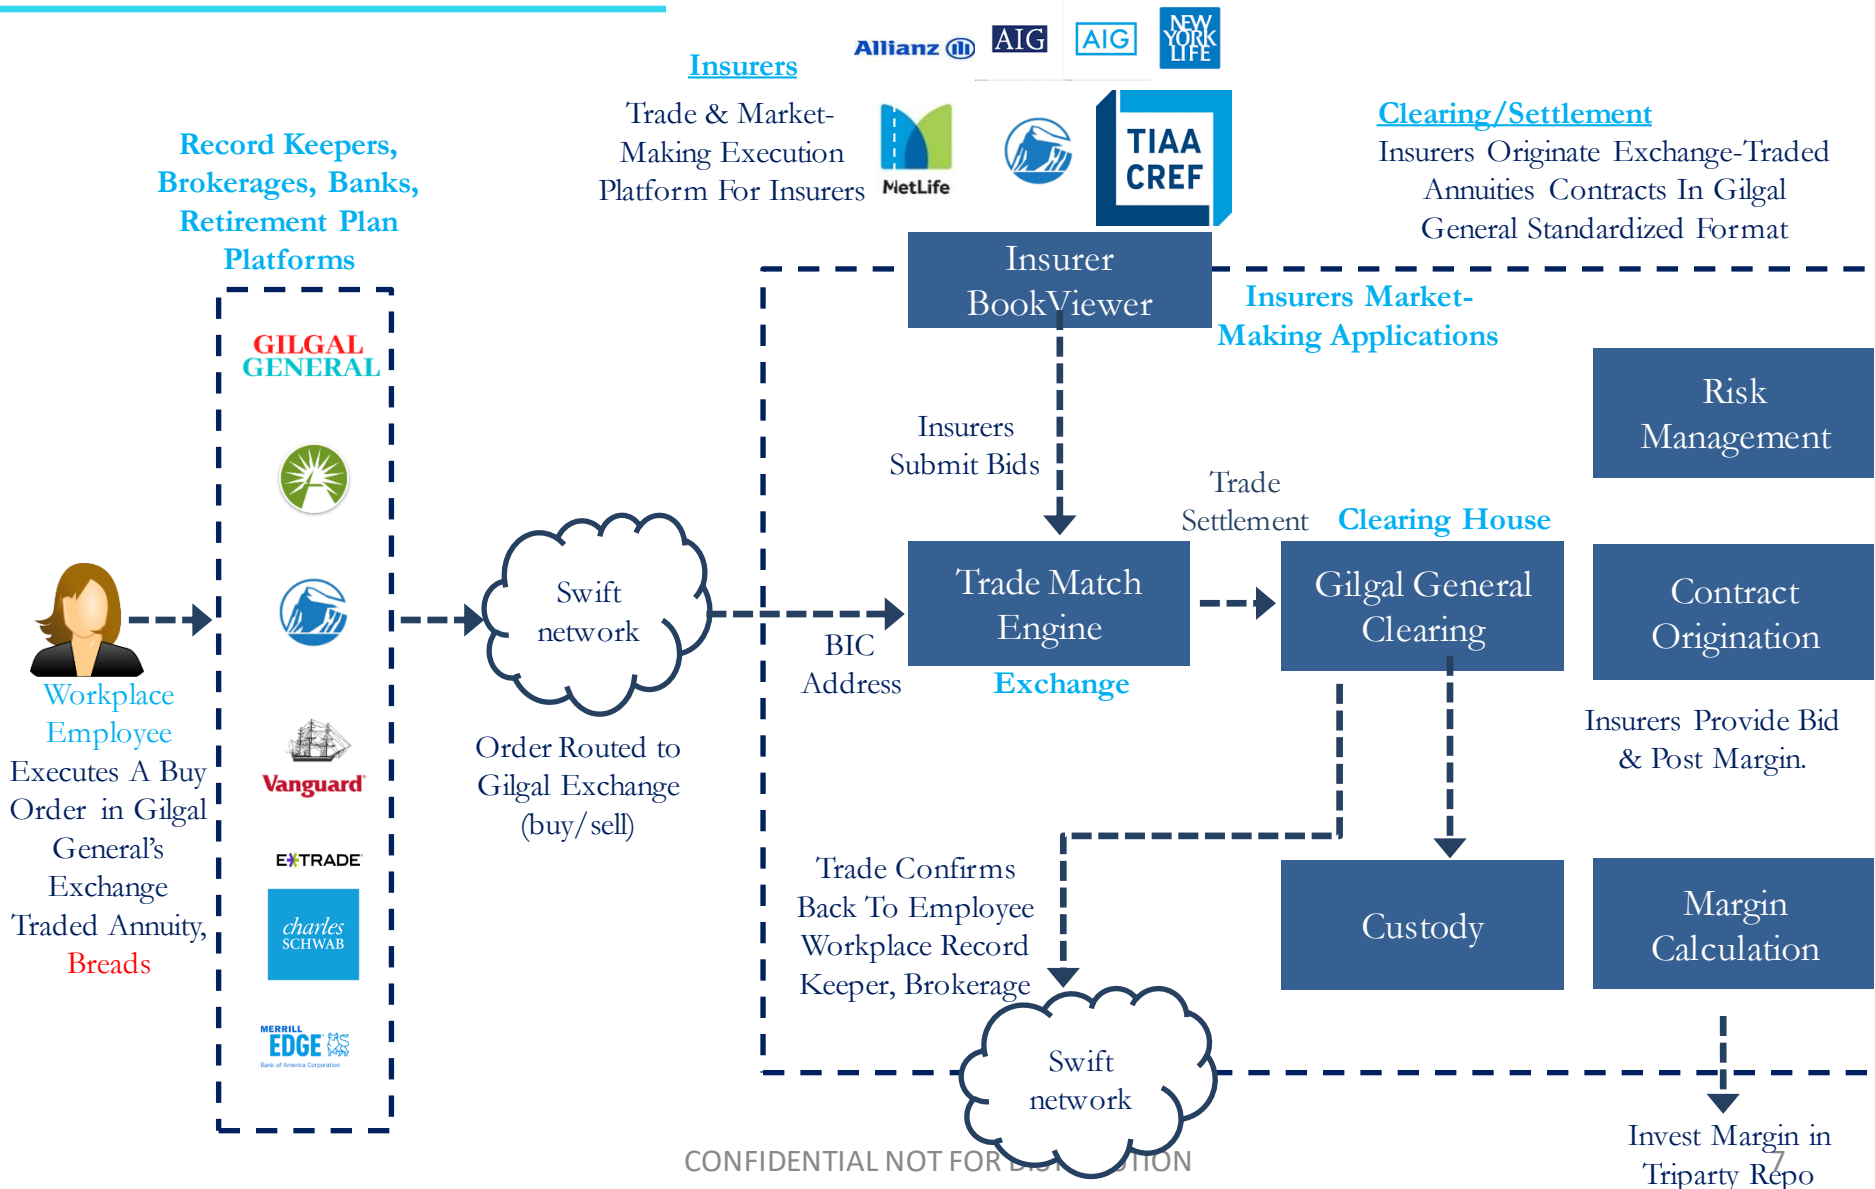 Insurers
Trade & Market-
Making Execution
Platform For Insurers
Allianz
AIG
AIG
NEW
YORK
LIFE
MetLife
TIAA
CREF
Clearing/Settlement
Insurers Originate Exchange-Traded
Annuities Contracts In Gilgal
General Standardized Format
Record Keepers,
Brokerages, Banks,
Retirement Plan
Platforms
GILGAL
GENERAL
Vanguard
E*TRADE
charles
SCHWAB
MERRILL
EDGE
Bank of America Corporation
Workplace
Employee
Executes A Buy
Order in Gilgal
General's
Exchange
Traded Annuity,
Breads
Swift
network
Order Routed to
Gilgal Exchange
(buy/sell)
Insurer
BookViewer
Insurers Market-
Making Applications
Insurers
Submit Bids
BIC
Address
Trade Match
Engine
Exchange
Trade
Settlement
Clearing House
Gilgal General
Clearing
Risk
Management
Contract
Origination
Insurers Provide Bid
& Post Margin.
Trade Confirms
Back To Employee
Workplace Record
Keeper, Brokerage
Custody
Margin
Calculation
Swift
network
Invest Margin in
Triparty Repo
CONFIDENTIAL NOT FOR DISTRIBUTION
7